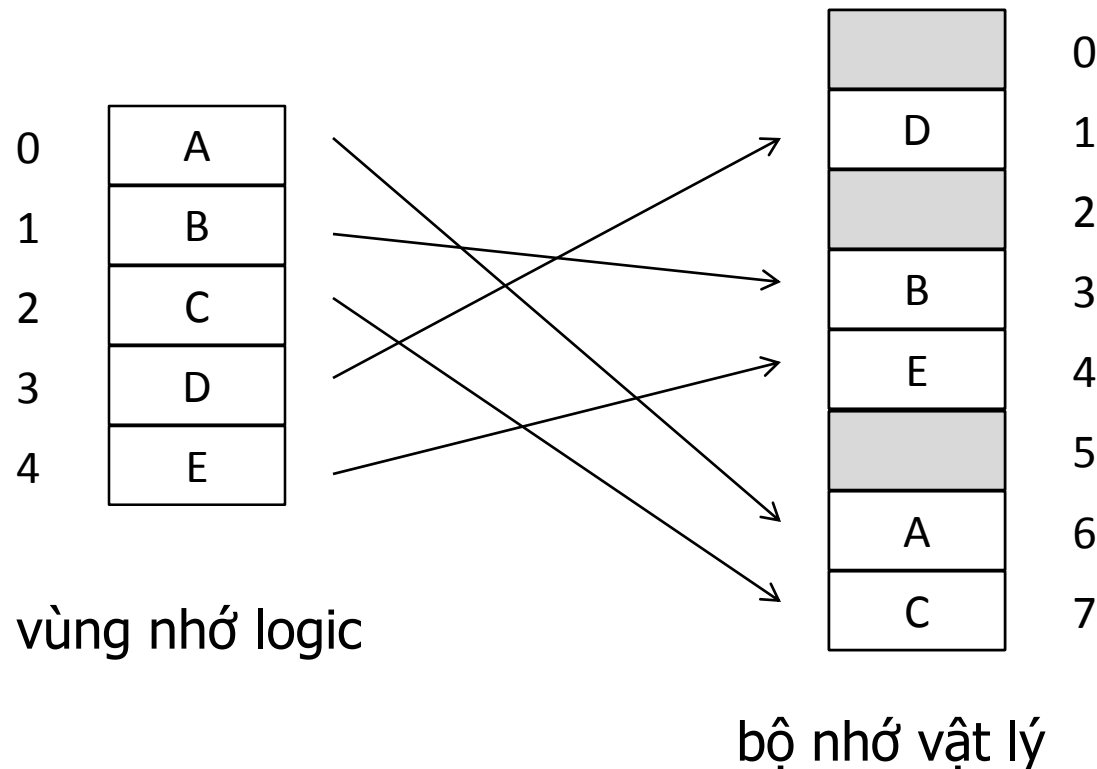 0 A
1 B
2 C
3 D
4 E
vùng nhớ logic
0
D 1
2
B 3
E 4
5
A 6
C 7
bộ nhớ vật lý